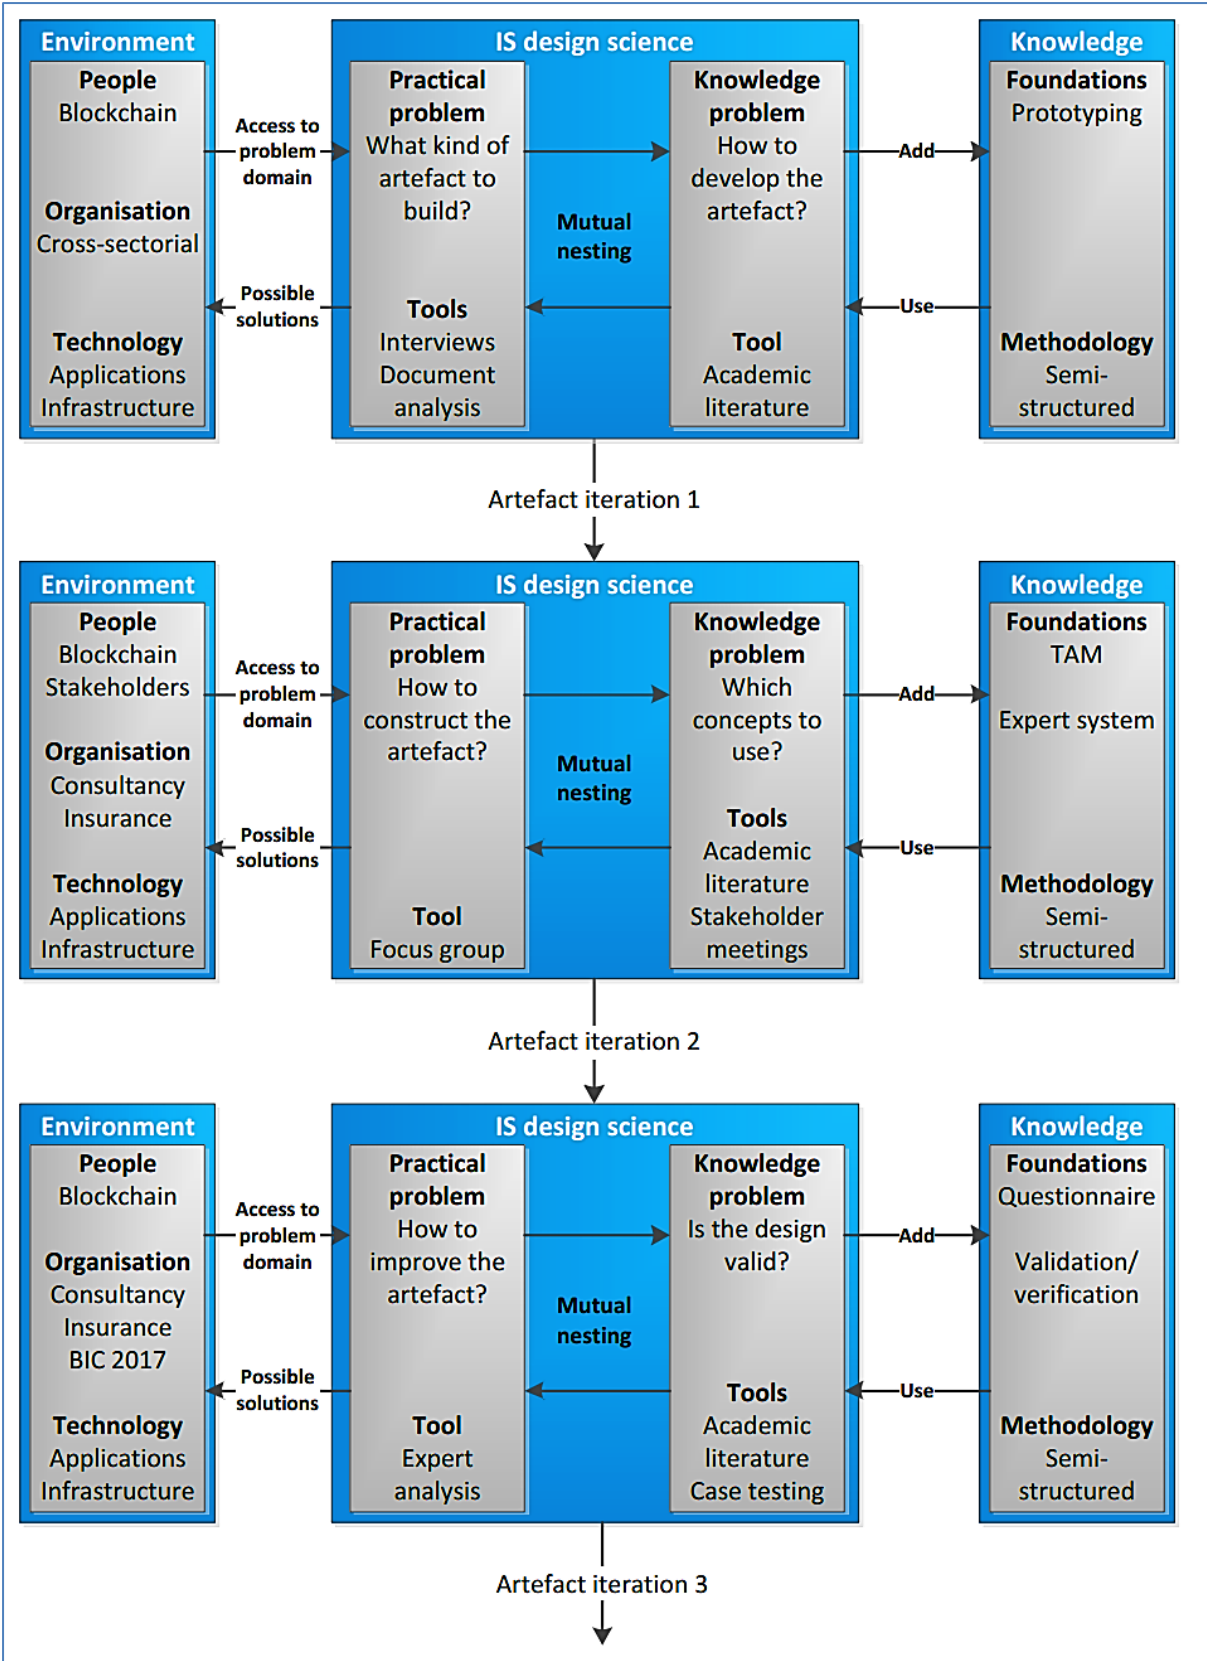 Environment
People
Blockchain
Organisation
Cross-sectorial
Technology
Applications
Infrastructure
Access to
problem
domain
Possible
solutions
IS design science
Practical
problem
What kind of
artefact to
build?
Tools
Interviews
Document
analysis
Mutual
nesting
Knowledge
problem
How to
develop the
artefact?
Tool
Academic
literature
Add
Use
Knowledge
Foundations
Prototyping
Methodology
Semi-
structured
Artefact iteration 1
Environment
People
Blockchain
Stakeholders
Organisation
Consultancy
Insurance
Technology
Applications
Infrastructure
Access to
problem
domain
Possible
solutions
IS design science
Practical
problem
How to
construct the
artefact?
Tool
Focus group
Mutual
nesting
Knowledge
problem
Which
concepts to
use?
Tools
Academic
literature
Stakeholder
meetings
Add
Use
Knowledge
Foundations
TAM
Expert system
Methodology
Semi-
structured
Artefact iteration 2
Environment
People
Blockchain
Organisation
Consultancy
Insurance
BIC 2017
Technology
Applications
Infrastructure
Access to
problem
domain
Possible
solutions
IS design science
Practical
problem
How to
improve the
artefact?
Tool
Expert
analysis
Mutual
nesting
Knowledge
problem
Is the design
valid?
Tools
Academic
literature
Case testing
Add
Use
Knowledge
Foundations
Questionnaire
Validation/
verification
Methodology
Semi-
structured
Artefact iteration 3